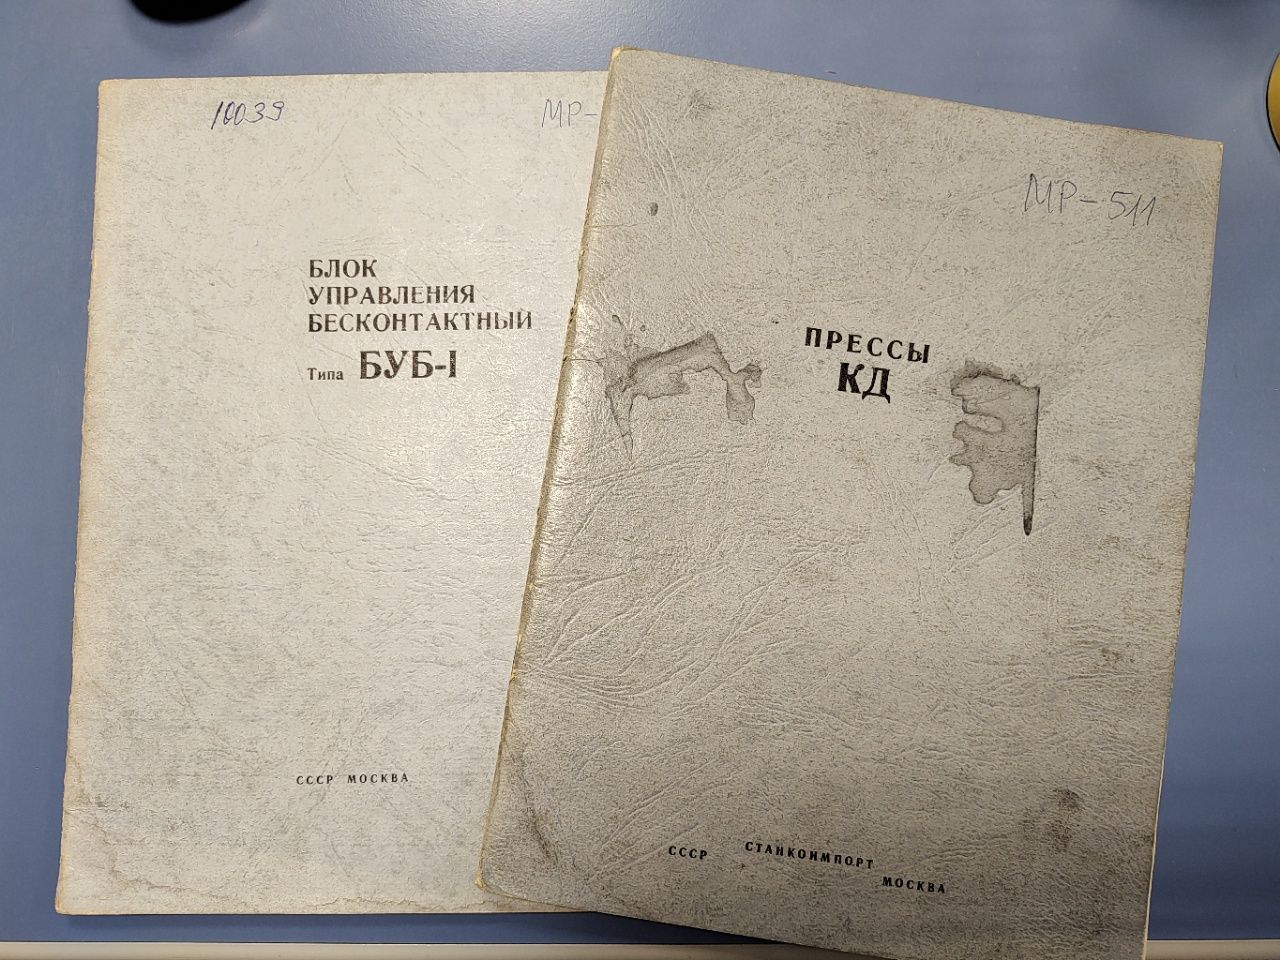 10039
МР-
БЛОК
УПРАВЛЕНИЯ
БЕСКОНТАКТНЫЙ
Типа БУБ-I
СССР МОСКВА
МР-511
ПРЕССЫ
КД
СССР СТАНКОИМПОРТ
МОСКВА